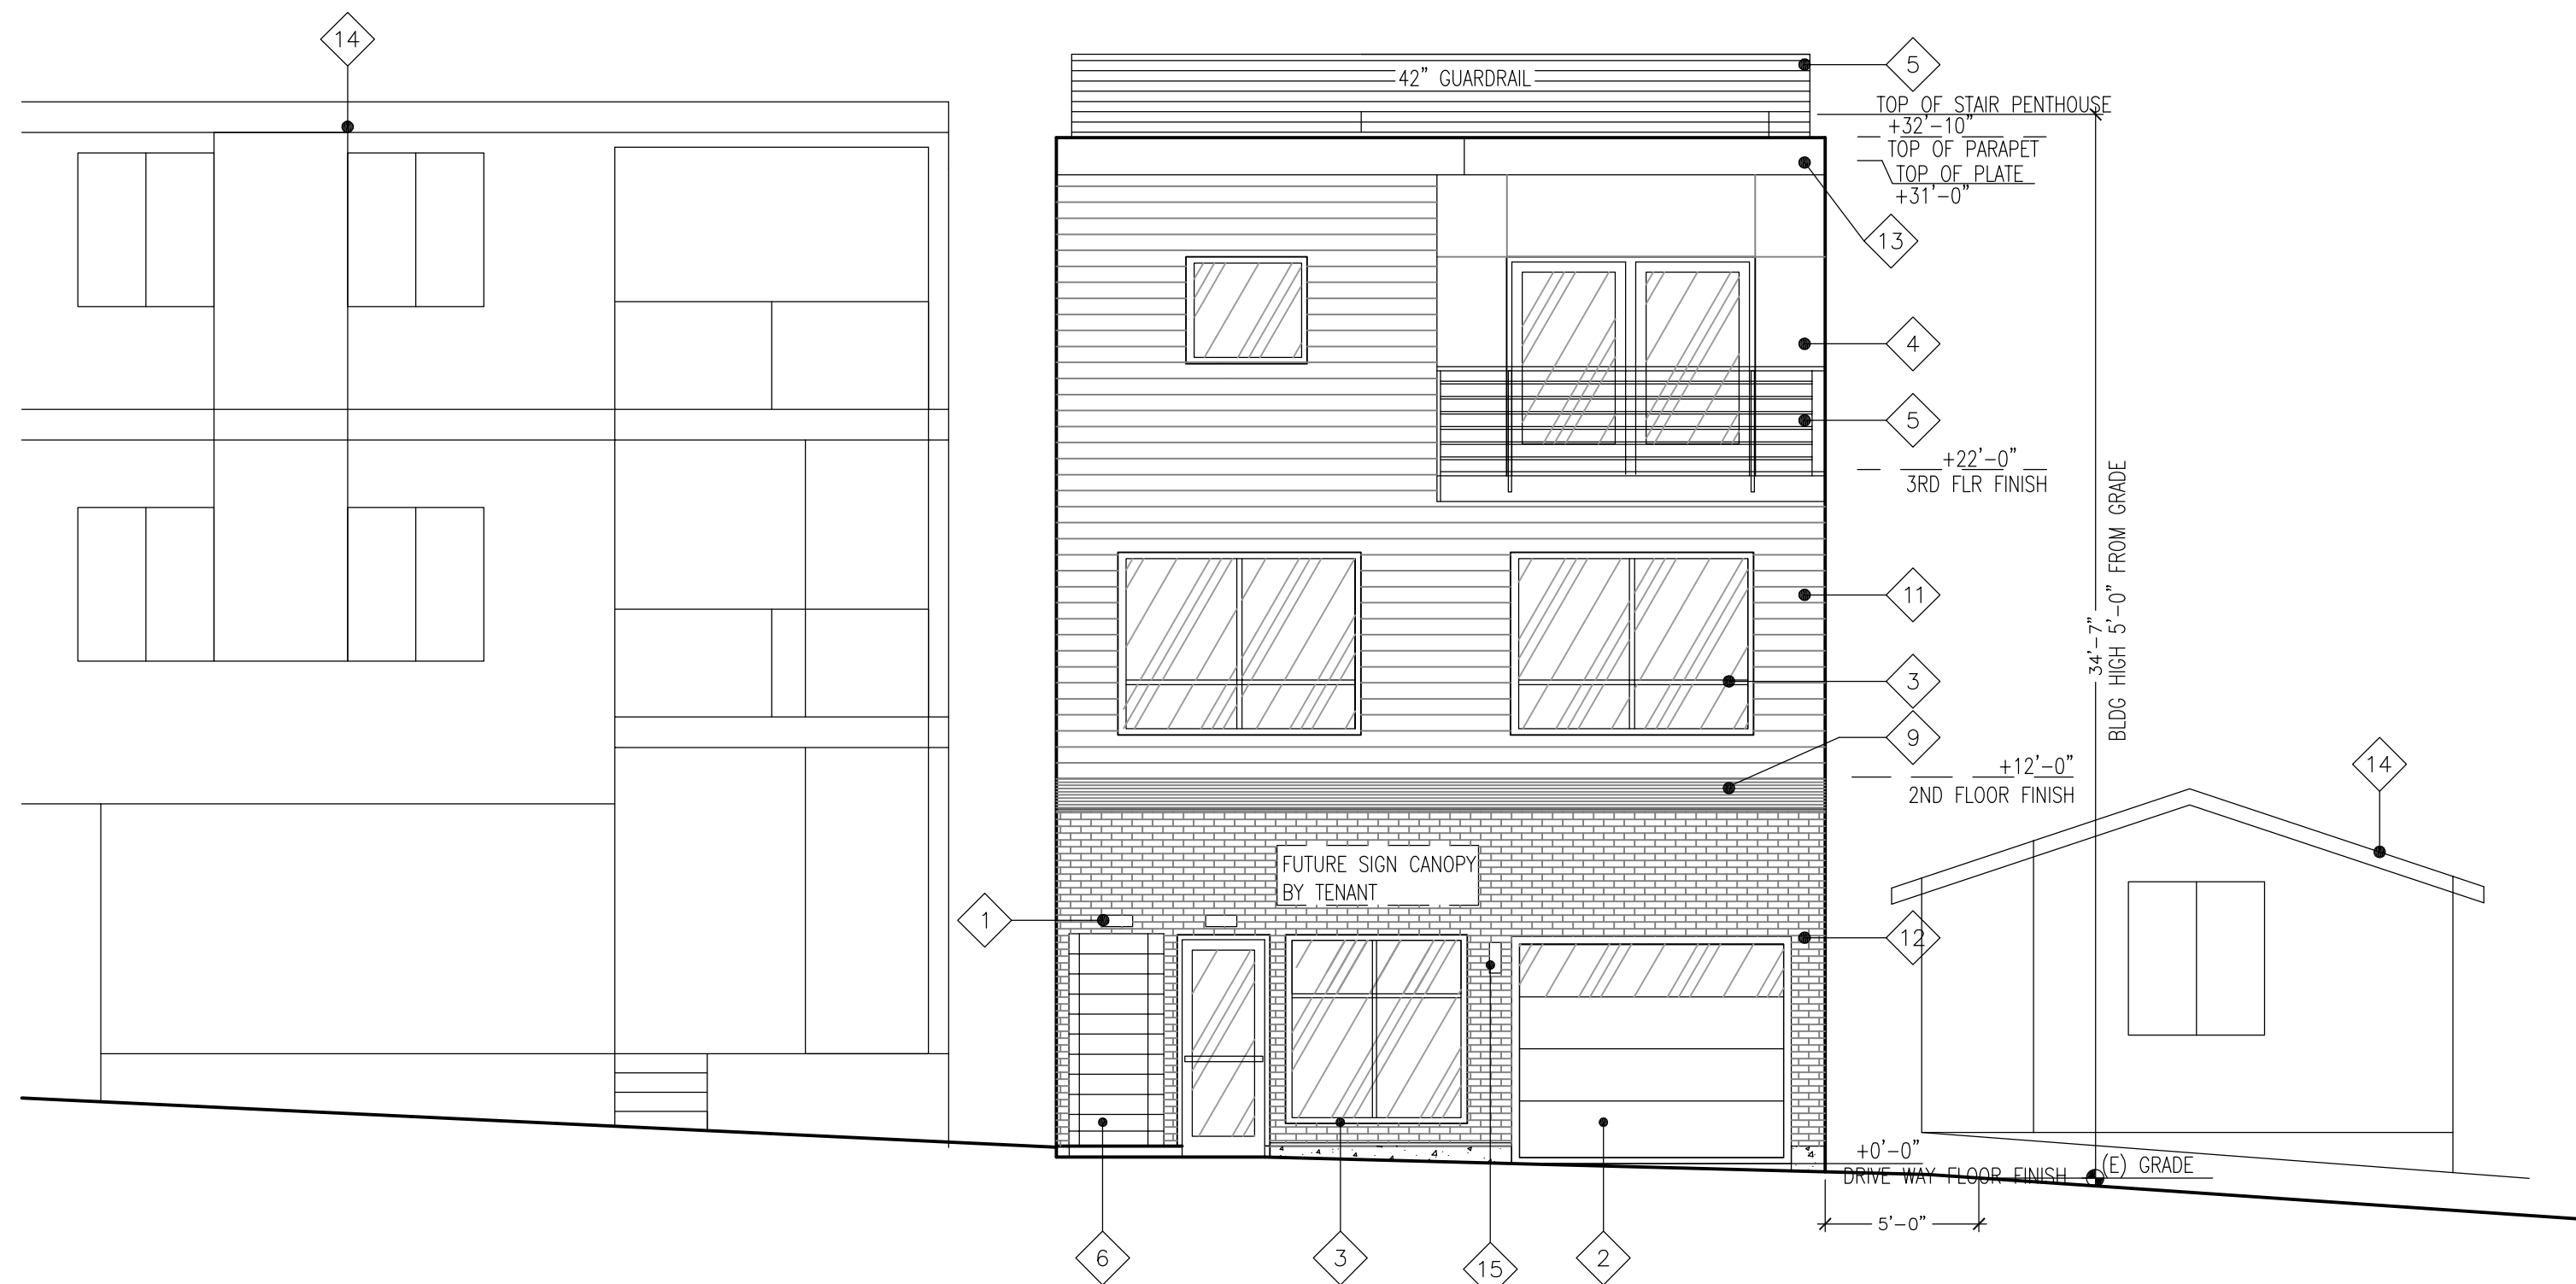 14
5
42" GUARDRAIL
TOP OF STAIR PENTHOUSE
+32'-10"
TOP OF PARAPET
TOP OF PLATE
+31'-0"
13
4
5
+22'-0"
3RD FLR FINISH
11
34'-7"
BLDG HIGH 5'-0" FROM GRADE
3
9
+12'-0"
2ND FLOOR FINISH
14
FUTURE SIGN CANOPY
BY TENANT
1
12
+0'-0"
DRIVE WAY FLOOR FINISH
(E) GRADE
5'-0"
6
3
15
2